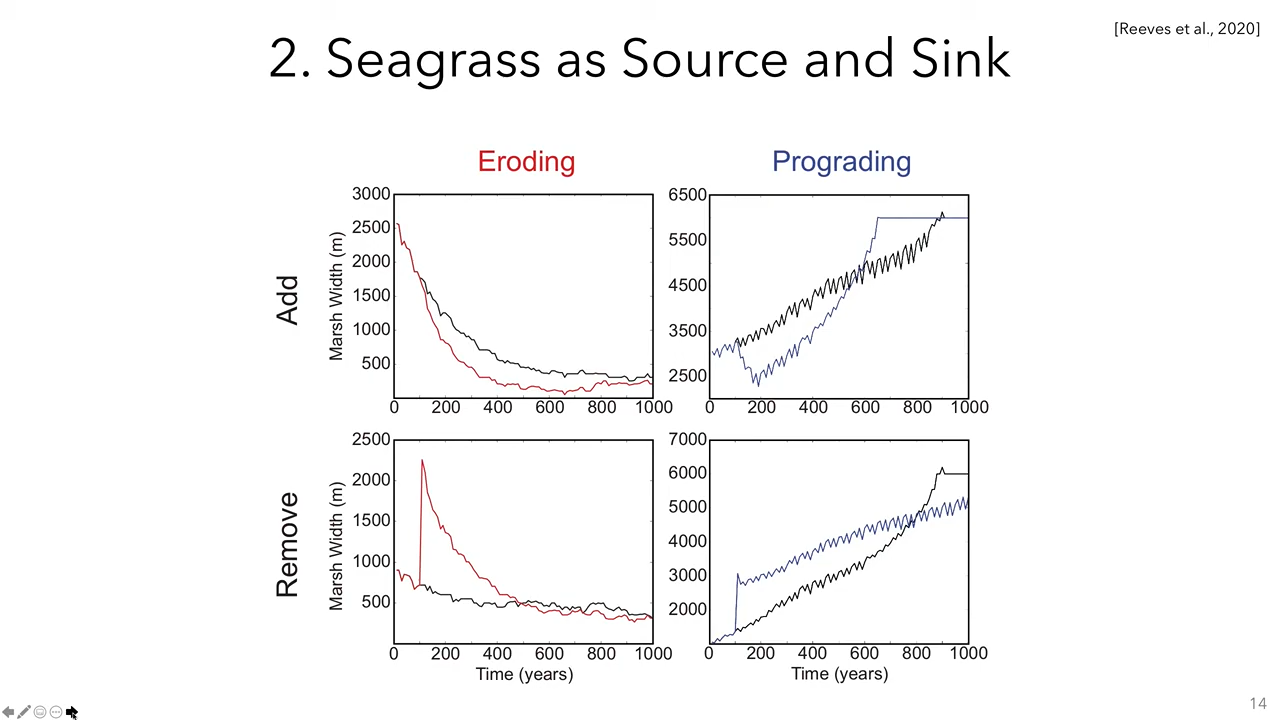 [Reeves et al., 2020]
2. Seagrass as Source and Sink
Eroding
Prograding
Add
Marsh Width (m)
3000
2500
2000
1500
1000
500
0 200 400 600 800 1000
6500
5500
4500
3500
2500
0 200 400 600 800 1000
Remove
Marsh Width (m)
2500
2000
1500
1000
500
0 200 400 600 800 1000
Time (years)
7000
6000
5000
4000
3000
2000
0 200 400 600 800 1000
Time (years)
14